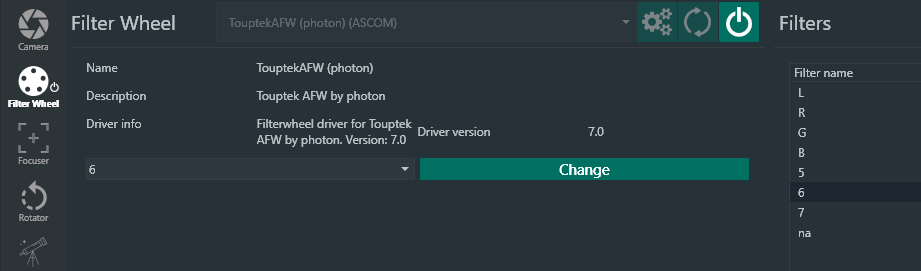 Camera
Filter Wheel
Focuser
Rotator
Filter Wheel
TouptekAFW (photon) (ASCOM)
Name
TouptekAFW (photon)
Description
Touptek AFW by photon
Driver info
Filterwheel driver for Touptek
AFW by photon. Version: 7.0
Driver version
7.0
6
Change
Filters
Filter name
L
R
G
B
5
6
7
na